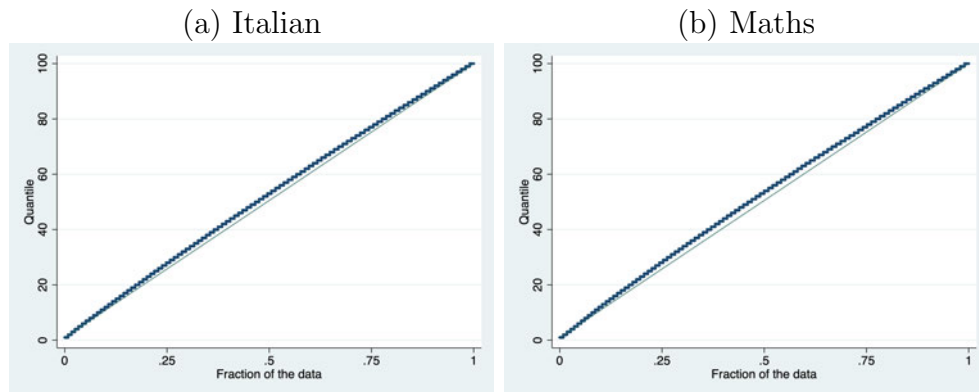 (a) Italian
(b) Maths
Quantile
100
80
60
40
20
0
0 .25 .5 .75 1
Fraction of the data
Quantile
100
80
60
40
20
0
0 .25 .5 .75 1
Fraction of the data